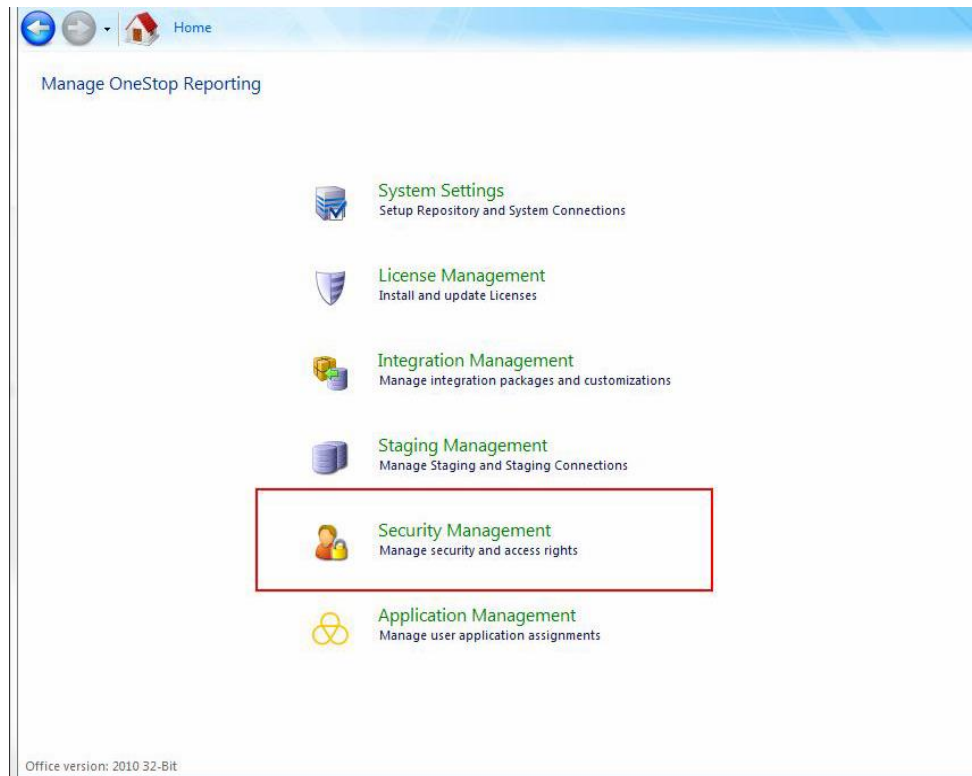 Home
Manage OneStop Reporting
System Settings
Setup Repository and System Connections
License Management
Install and update Licenses
Integration Management
Manage integration packages and customizations
Staging Management
Manage Staging and Staging Connections
Security Management
Manage security and access rights
Application Management
Manage user application assignments
Office version: 2010 32-Bit